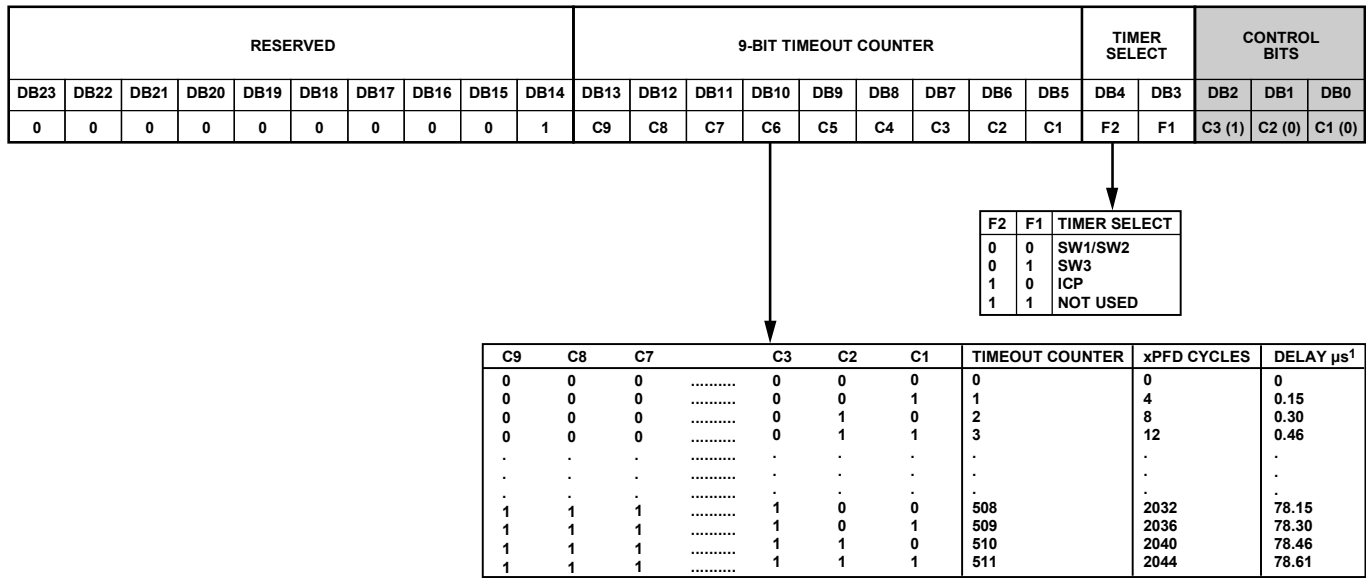 RESERVED 9-BIT TIMEOUT COUNTER TIMER SELECT CONTROL BITS
DB23 DB22 DB21 DB20 DB19 DB18 DB17 DB16 DB15 DB14 DB13 DB12 DB11 DB10 DB9 DB8 DB7 DB6 DB5 DB4 DB3 DB2 DB1 DB0
0 0 0 0 0 0 0 0 0 1 C9 C8 C7 C6 C5 C4 C3 C2 C1 F2 F1 C3 (1) C2 (0) C1 (0)
F2 F1 TIMER SELECT
0 0 SW1/SW2
0 1 SW3
1 0 ICP
1 1 NOT USED
C9 C8 C7 C3 C2 C1 TIMEOUT COUNTER xPFD CYCLES DELAY µs1
0 0 0 .......... 0 0 0 0 0 0
0 0 0 .......... 0 0 1 1 4 0.15
0 0 0 .......... 0 1 0 2 8 0.30
0 0 0 .......... 0 1 1 3 12 0.46
. . . .......... . . . . . .
. . . .......... . . . . . .
. . . .......... . . . . . .
1 1 1 .......... 1 0 0 508 2032 78.15
1 1 1 .......... 1 0 1 509 2036 78.30
1 1 1 .......... 1 1 0 510 2040 78.46
1 1 1 .......... 1 1 1 511 2044 78.61